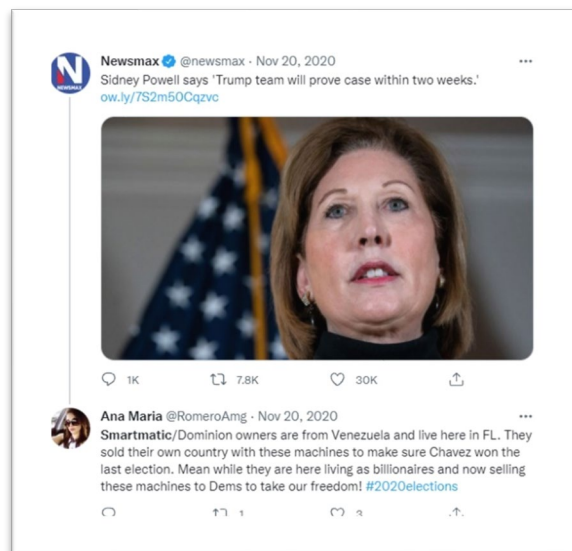 Newsmax @newsmax · Nov 20, 2020
Sidney Powell says 'Trump team will prove case within two weeks.'
ow.ly/7S2m50Cqzvc
NEWSMAX
1K 7.8K 30K
Ana Maria @RomeroAmg · Nov 20, 2020
Smartmatic/Dominion owners are from Venezuela and live here in FL. They
sold their own country with these machines to make sure Chavez won the
last election. Mean while they are here living as billionaires and now selling
these machines to Dems to take our freedom! #2020elections
1 3